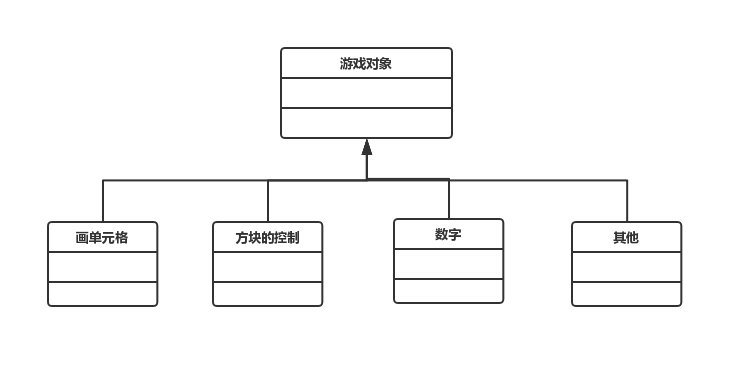 游戏对象
画单元格
方块的控制
数字
其他